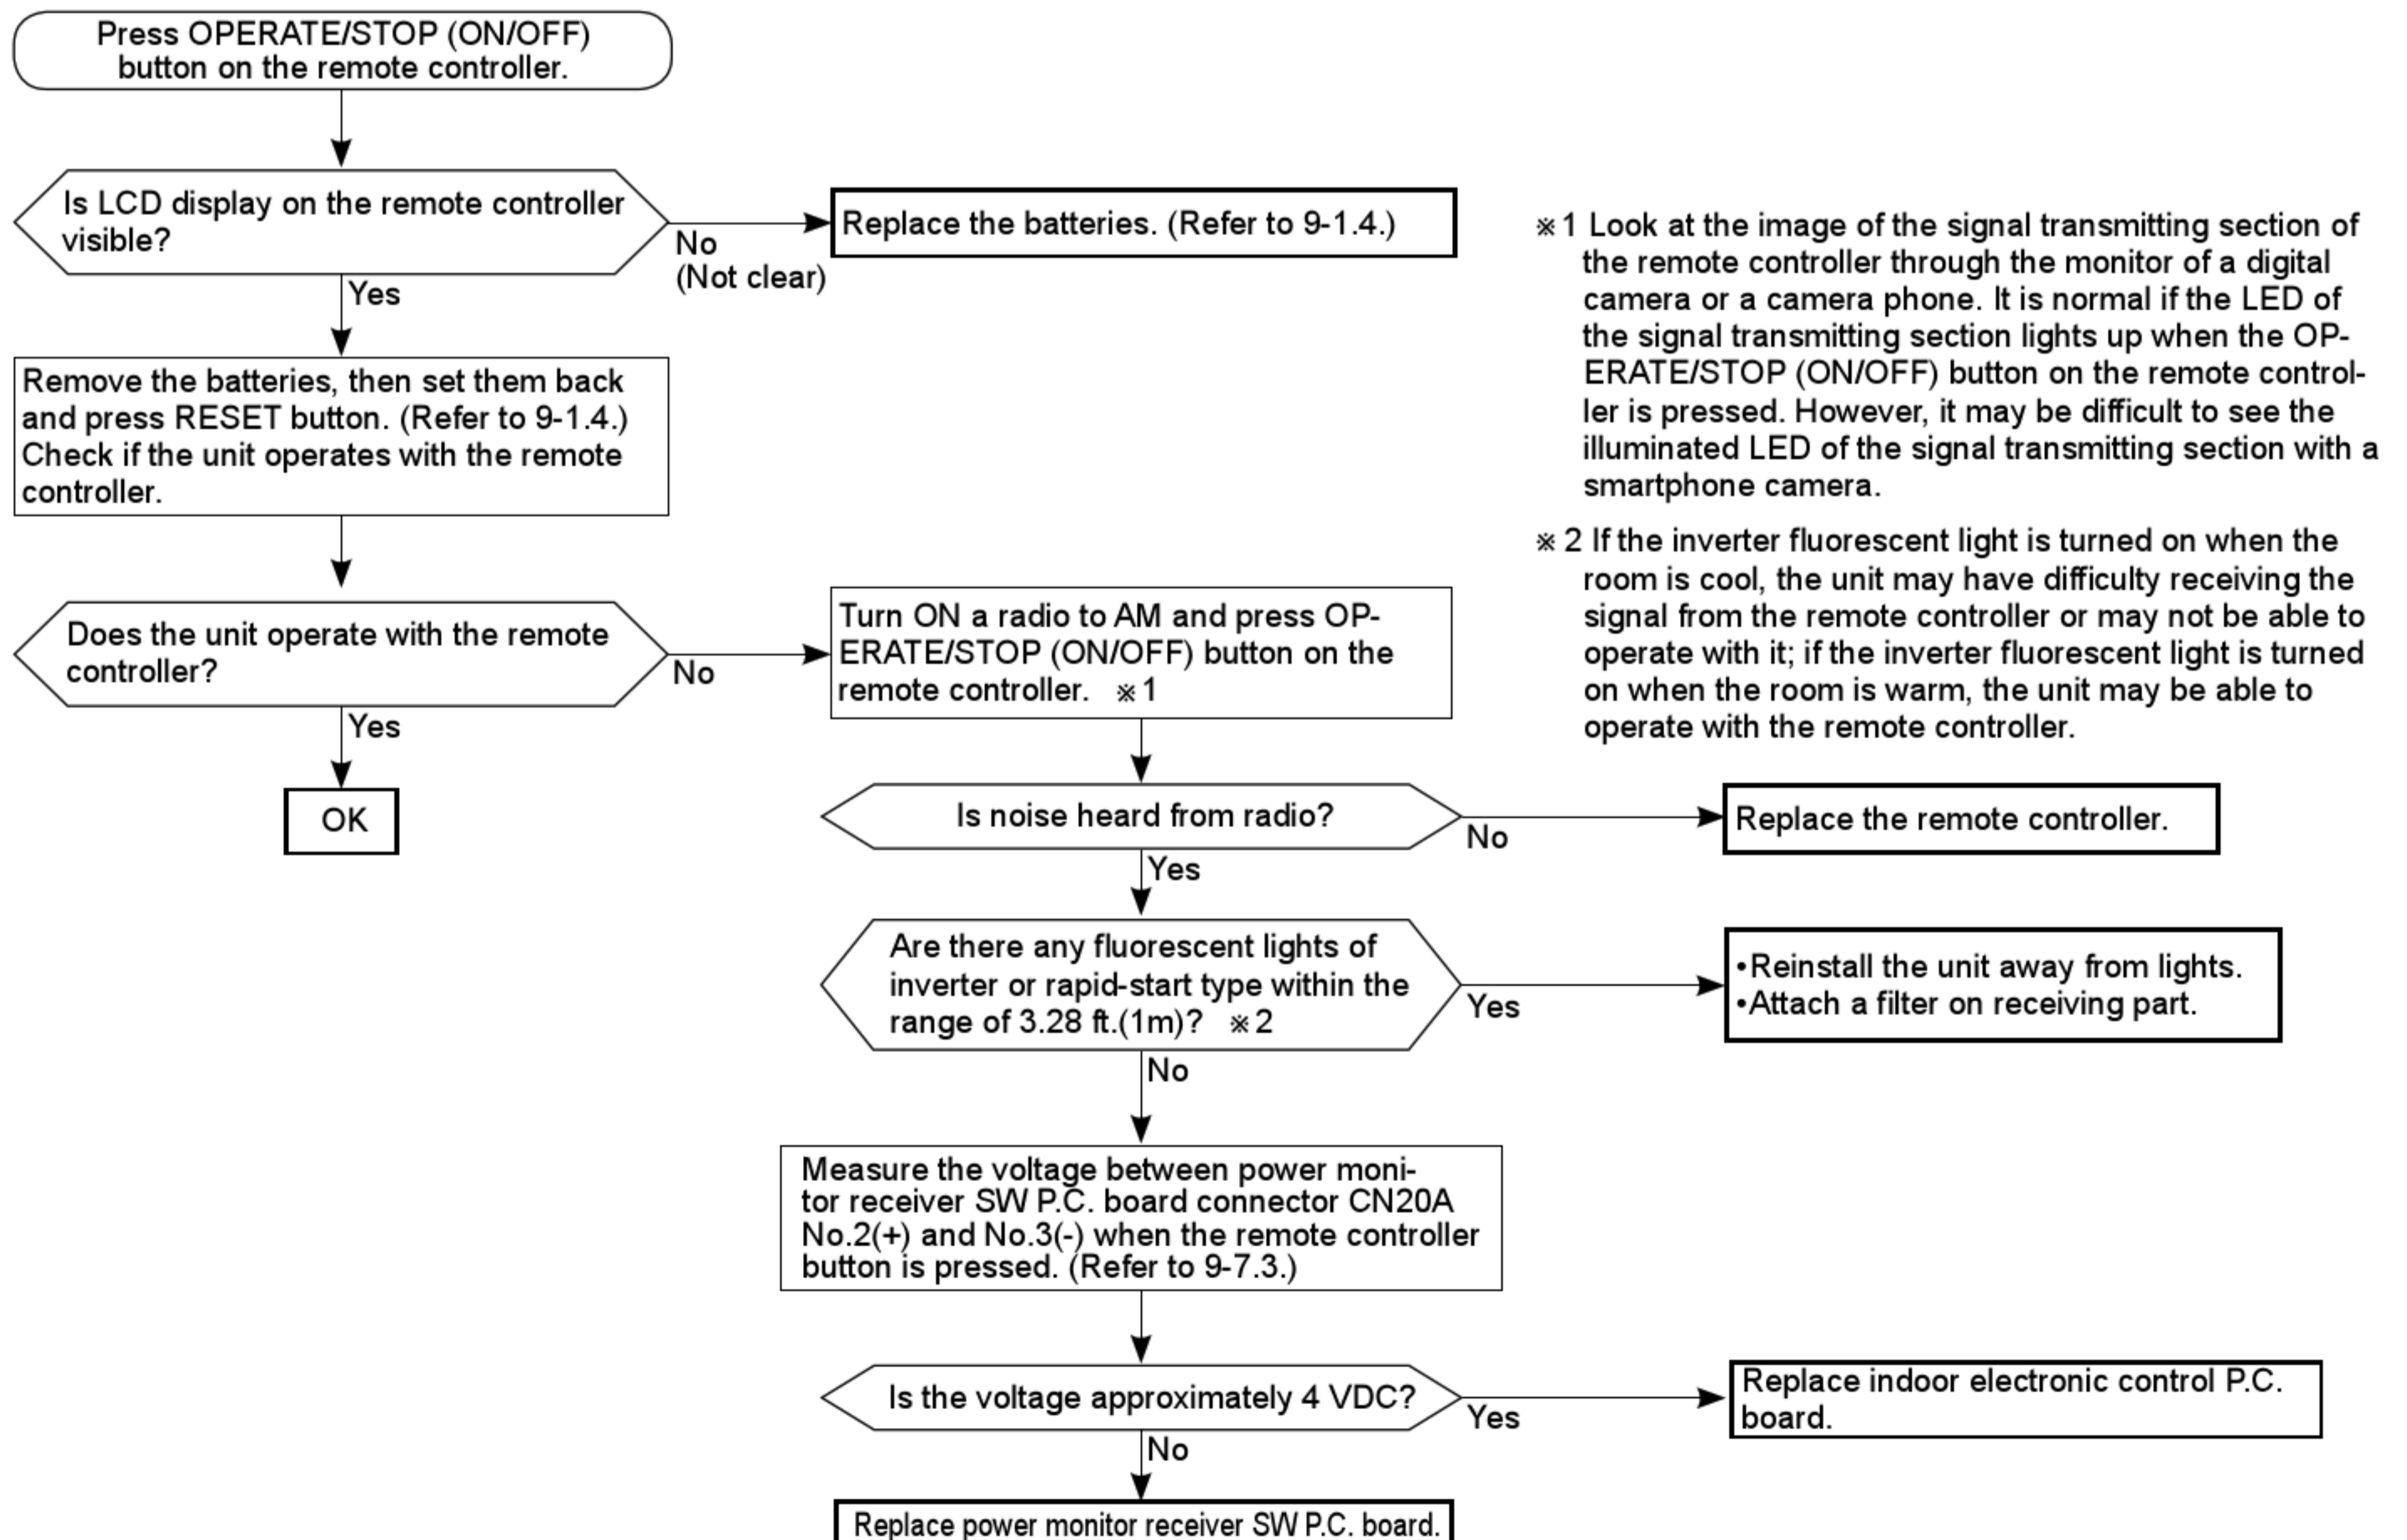 Press OPERATE/STOP (ON/OFF)
button on the remote controller.
Is LCD display on the remote controller
visible?
No
(Not clear)
Replace the batteries. (Refer to 9-1.4.)
Yes
Remove the batteries, then set them back
and press RESET button. (Refer to 9-1.4.)
Check if the unit operates with the remote
controller.
Does the unit operate with the remote
controller?
No
Yes
OK
Turn ON a radio to AM and press OP-
ERATE/STOP (ON/OFF) button on the
remote controller. ※1
Is noise heard from radio?
No
Replace the remote controller.
Yes
Are there any fluorescent lights of
inverter or rapid-start type within the
range of 3.28 ft.(1m)? ※2
Yes
•Reinstall the unit away from lights.
•Attach a filter on receiving part.
No
Measure the voltage between power moni-
tor receiver SW P.C. board connector CN20A
No.2(+) and No.3(-) when the remote controller
button is pressed. (Refer to 9-7.3.)
Is the voltage approximately 4 VDC?
Yes
Replace indoor electronic control P.C.
board.
No
Replace power monitor receiver SW P.C. board.
※1 Look at the image of the signal transmitting section of
the remote controller through the monitor of a digital
camera or a camera phone. It is normal if the LED of
the signal transmitting section lights up when the OP-
ERATE/STOP (ON/OFF) button on the remote control-
ler is pressed. However, it may be difficult to see the
illuminated LED of the signal transmitting section with a
smartphone camera.
※2 If the inverter fluorescent light is turned on when the
room is cool, the unit may have difficulty receiving the
signal from the remote controller or may not be able to
operate with it; if the inverter fluorescent light is turned
on when the room is warm, the unit may be able to
operate with the remote controller.